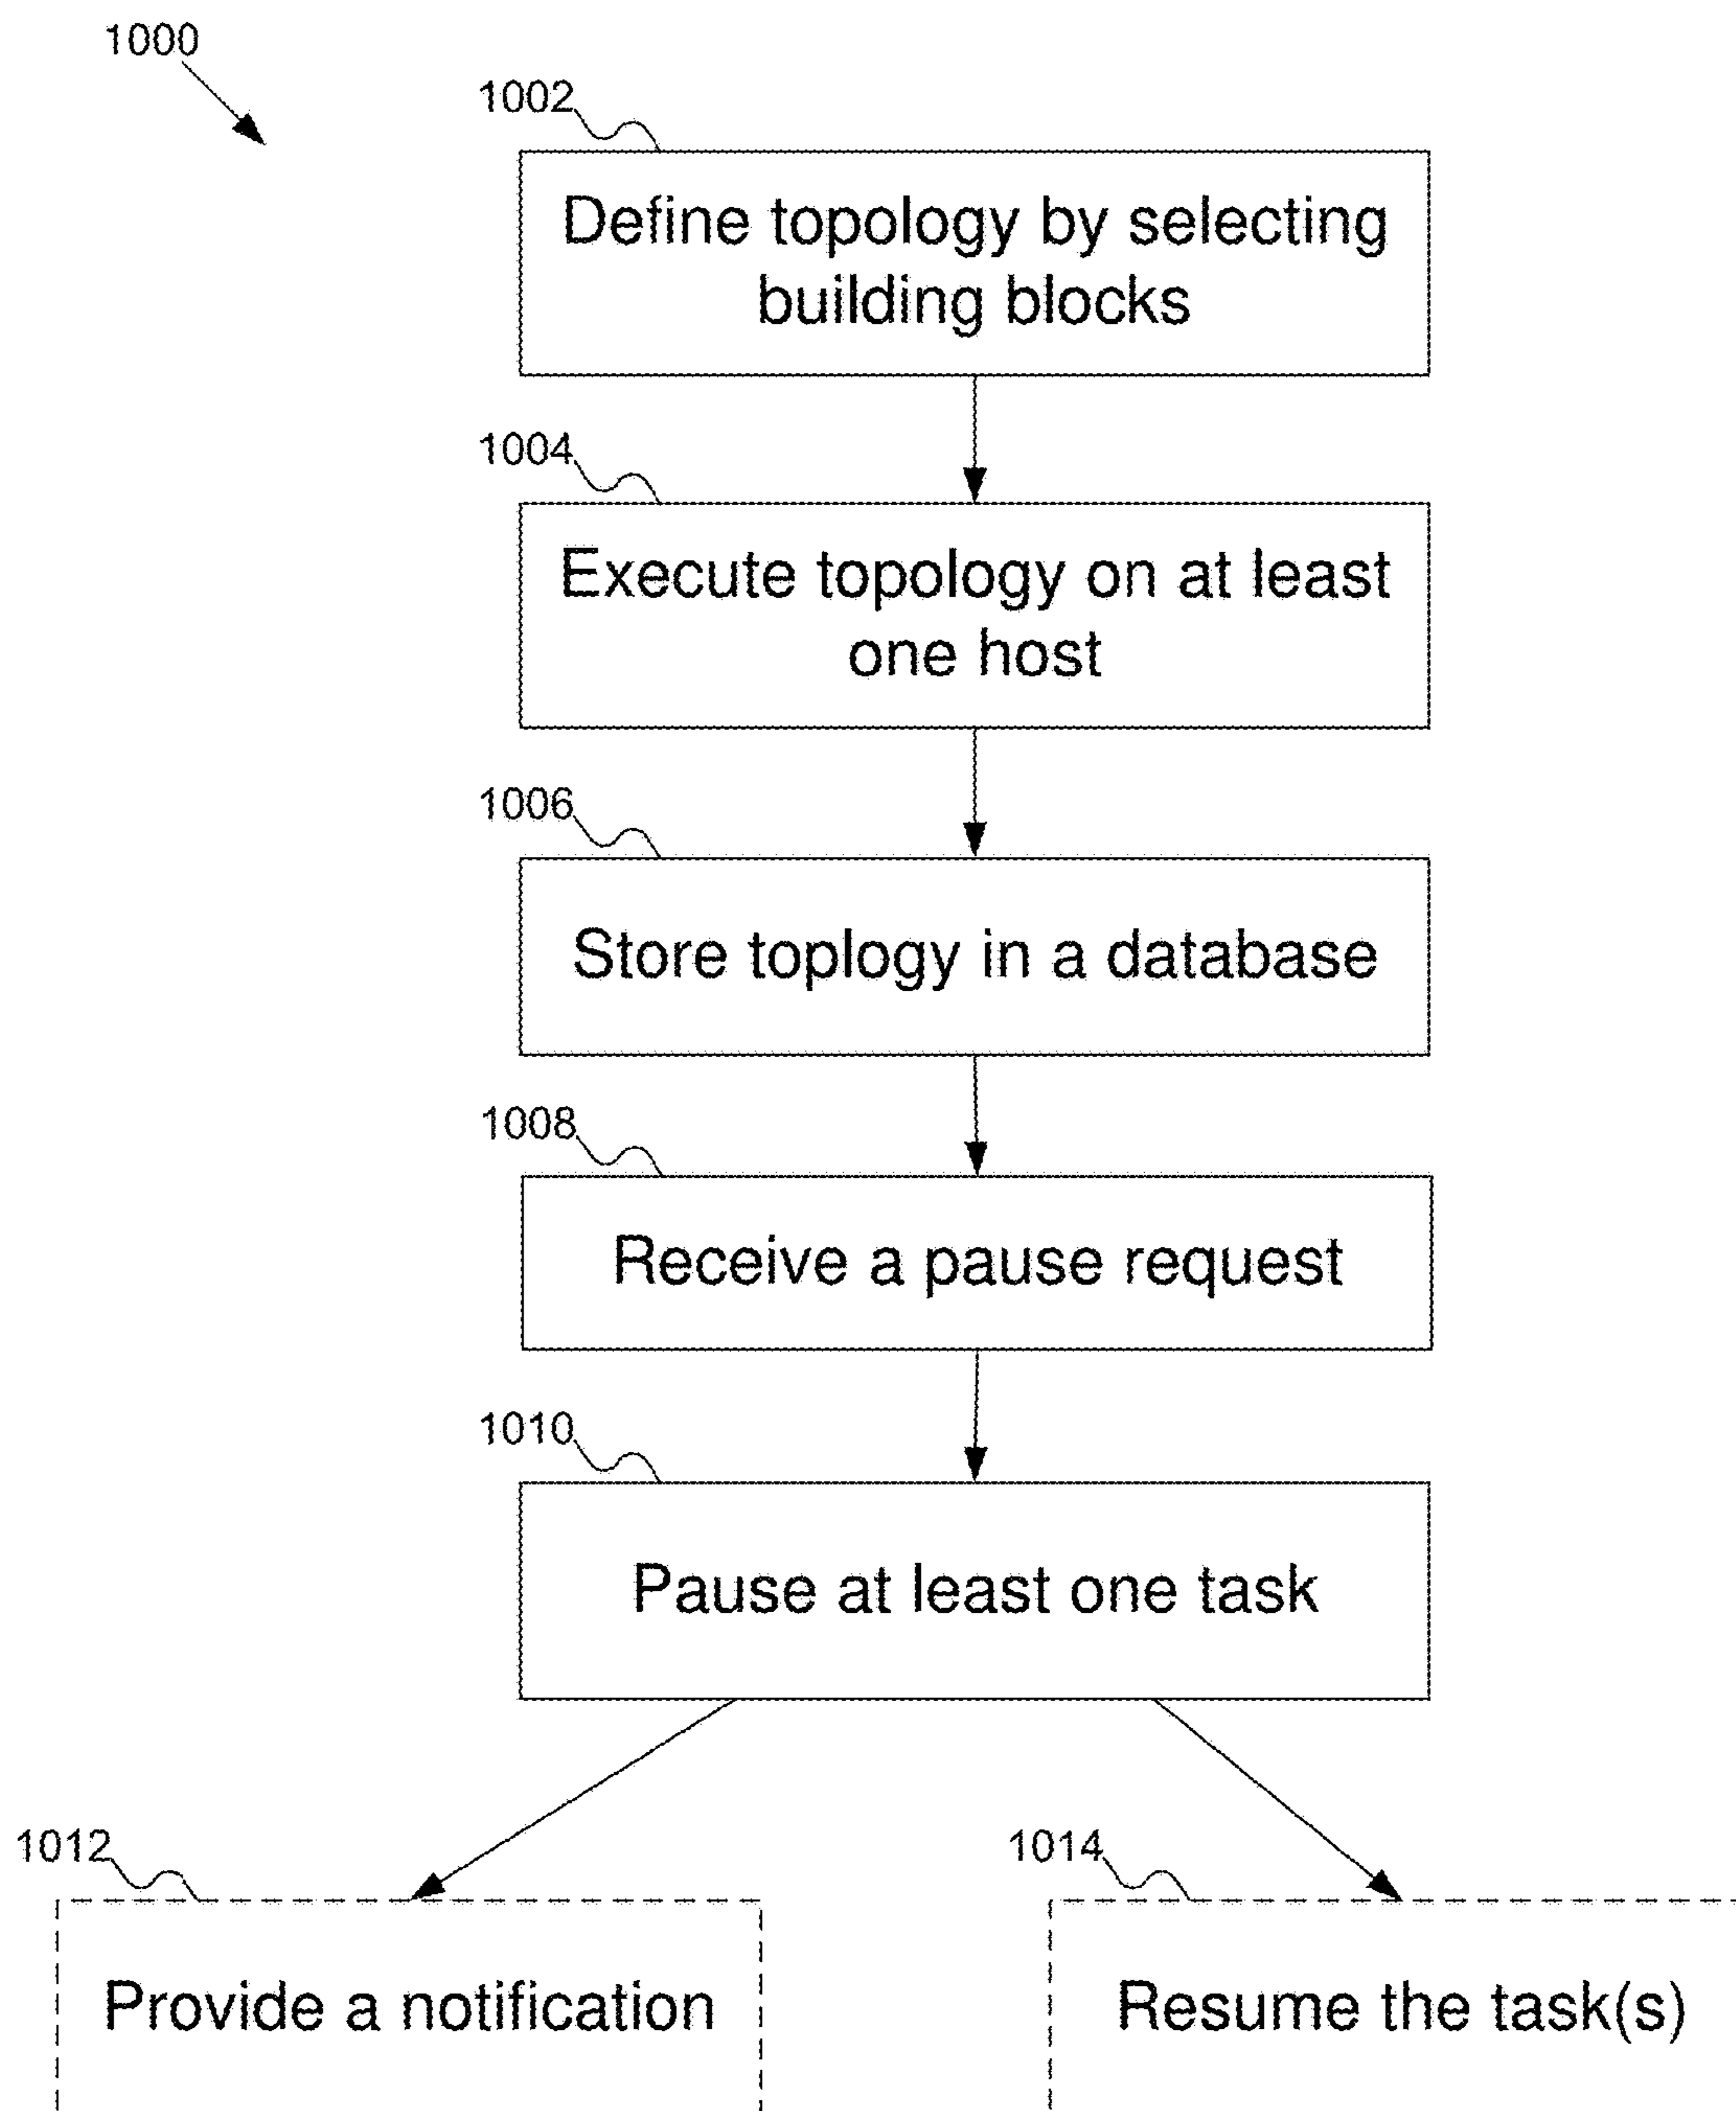 1000
1002
Define topology by selecting
building blocks
1004
Execute topology on at least
one host
1006
Store toplogy in a database
1008
Receive a pause request
1010
Pause at least one task
1012
Provide a notification
1014
Resume the task(s)